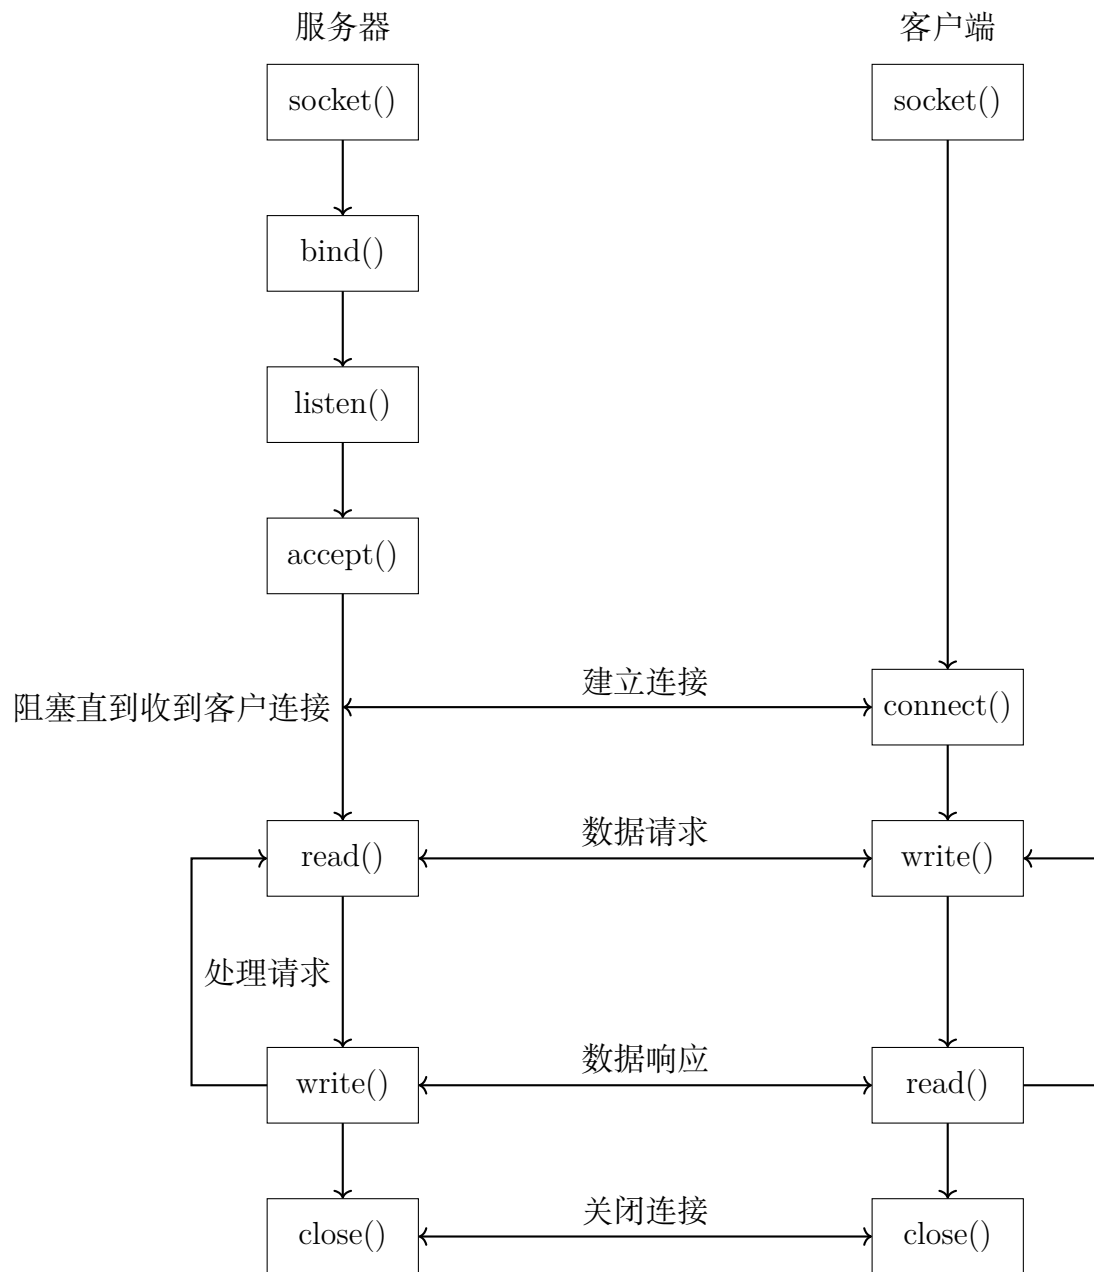 服务器
客户端
socket()
socket()
bind()
listen()
accept()
建立连接
阻塞直到收到客户连接
connect()
数据请求
read()
write()
处理请求
数据响应
write()
read()
关闭连接
close()
close()